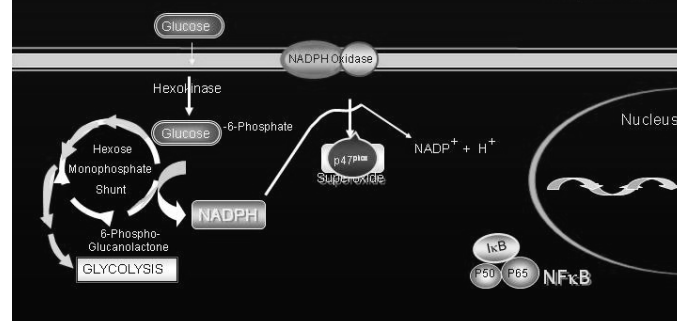 Glucose
NADPH Oxidase
Hexokinase
Glucose -6-Phosphate
Nucleus
Hexose
Monophosphate
Shunt
NADP+ + H+
p47phox
Superoxide
NADPH
6-Phospho-
Glucanolactone
GLYCOLYSIS
IκB
P50 P65 NFκB